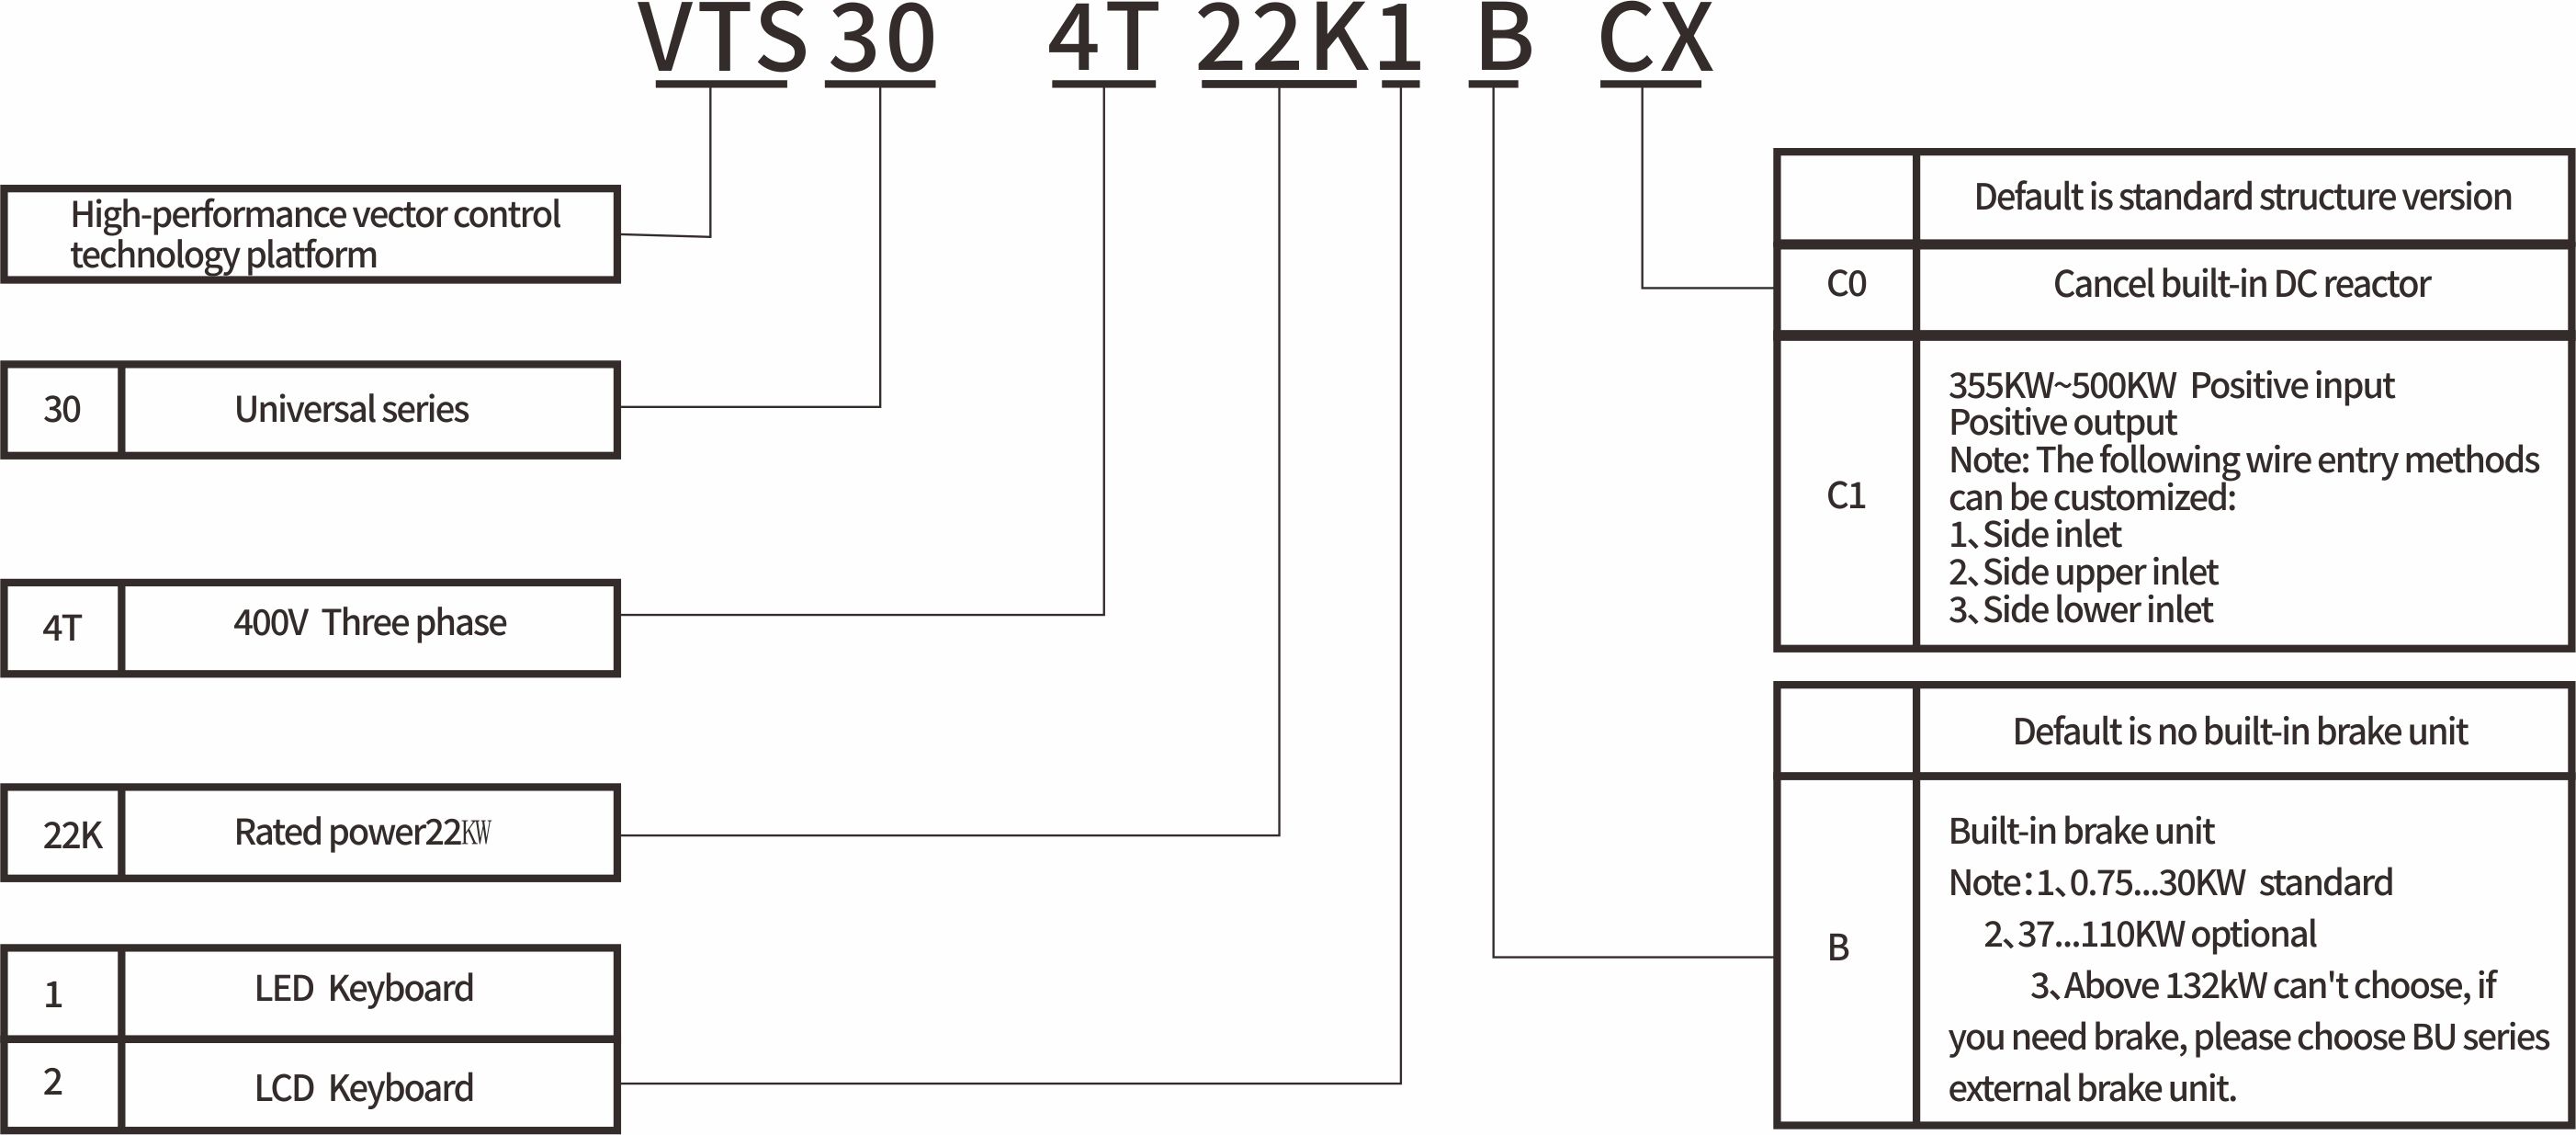 VTS30 4T22K1 B CX
High-performance vector control
technology platform
30 Universal series
4T 400V Three phase
22K Rated power22KW
1 LED Keyboard
2 LCD Keyboard
Default is standard structure version
C0 Cancel built-in DC reactor
C1
355KW~500KW Positive input
Positive output
Note: The following wire entry methods
can be customized:
1、Side inlet
2、Side upper inlet
3、Side lower inlet
Default is no built-in brake unit
B
Built-in brake unit
Note：1、0.75...30KW standard
2、37...110KW optional
3、Above 132kW can't choose, if
you need brake, please choose BU series
external brake unit.